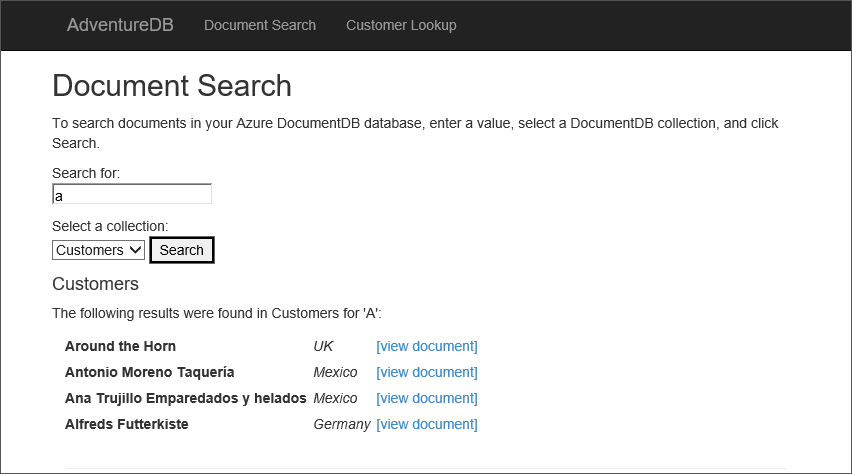 AdventureDB Document Search Customer Lookup
Document Search
To search documents in your Azure DocumentDB database, enter a value, select a DocumentDB collection, and click
Search.
Search for:
a
Select a collection:
Customers Search
Customers
The following results were found in Customers for 'A':
Around the Horn UK [view document]
Antonio Moreno Taquería Mexico [view document]
Ana Trujillo Emparedados y helados Mexico [view document]
Alfreds Futterkiste Germany [view document]